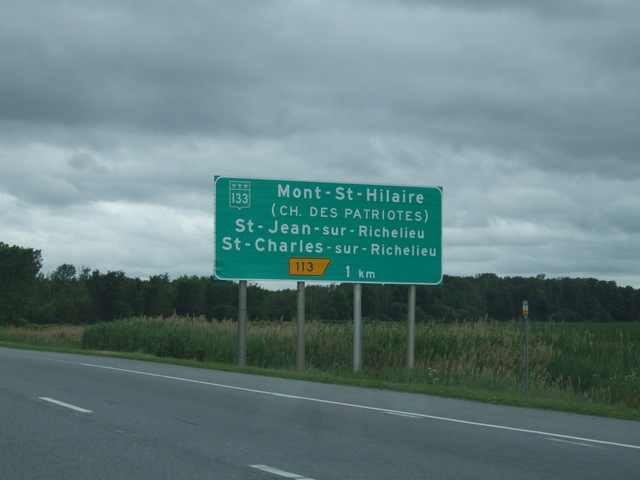 133
Mont-St-Hilaire
(CH. DES PATRIOTES)
St-Jean-sur-Richelieu
St-Charles-sur-Richelieu
113 1 km